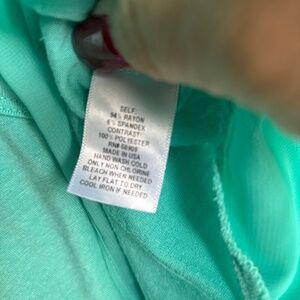 SELF:
94% RAYON
6% SPANDEX
CONTRAST:
100% POLYESTER
RN# 68908
MADE IN USA
HAND WASH COLD
ONLY NON CHLORINE
BLEACH WHEN NEEDED
LAY FLAT TO DRY
COOL IRON IF NEEDED